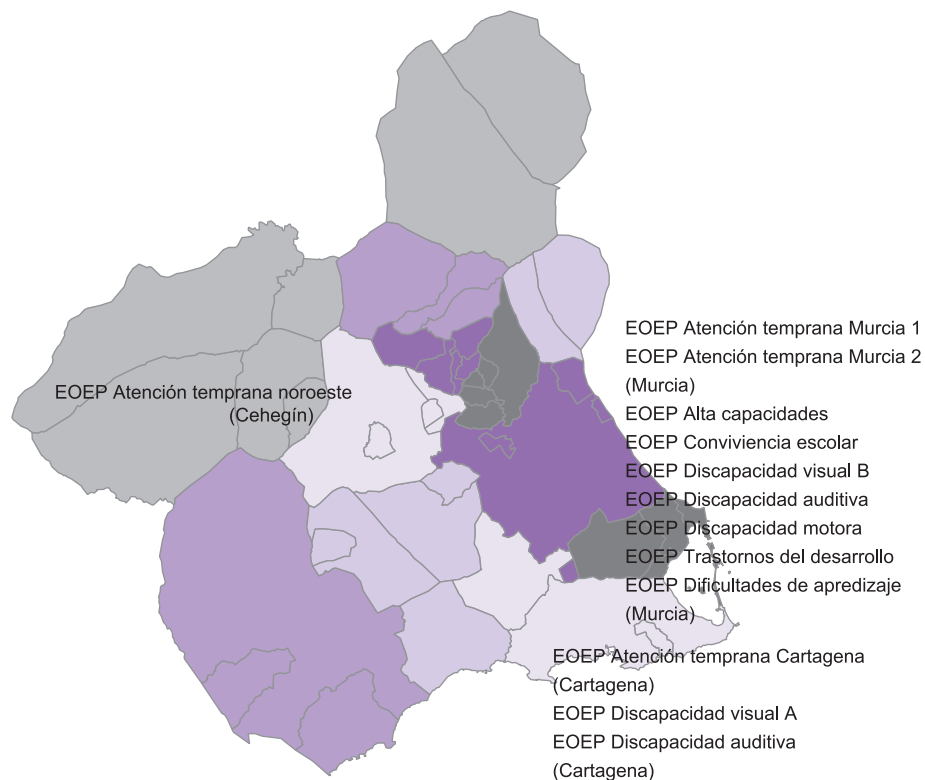 EOEP Atención temprana Murcia 1
EOEP Atención temprana Murcia 2
(Murcia)
EOEP Atención temprana noroeste
(Cehegín)
EOEP Alta capacidades
EOEP Conviviencia escolar
EOEP Discapacidad visual B
EOEP Discapacidad auditiva
EOEP Discapacidad motora
EOEP Trastornos del desarrollo
EOEP Dificultades de apredizaje
(Murcia)
EOEP Atención temprana Cartagena
(Cartagena)
EOEP Discapacidad visual A
EOEP Discapacidad auditiva
(Cartagena)